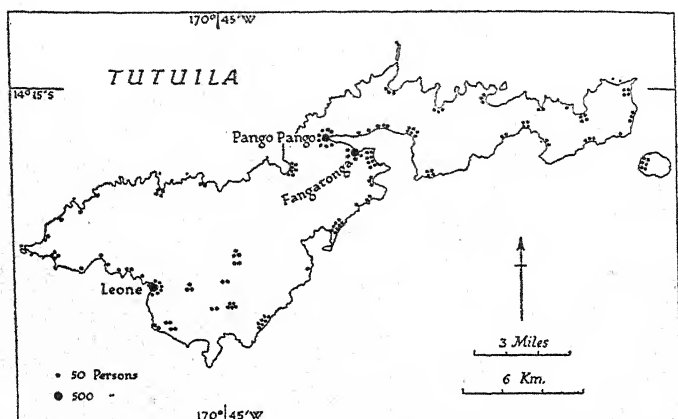 170° 45'W
TUTUILA
14° 15'S
Pango Pango
Fangatonga
Leone
3 Miles
• 50 Persons
● 500 "
6 Km.
170° 45'W